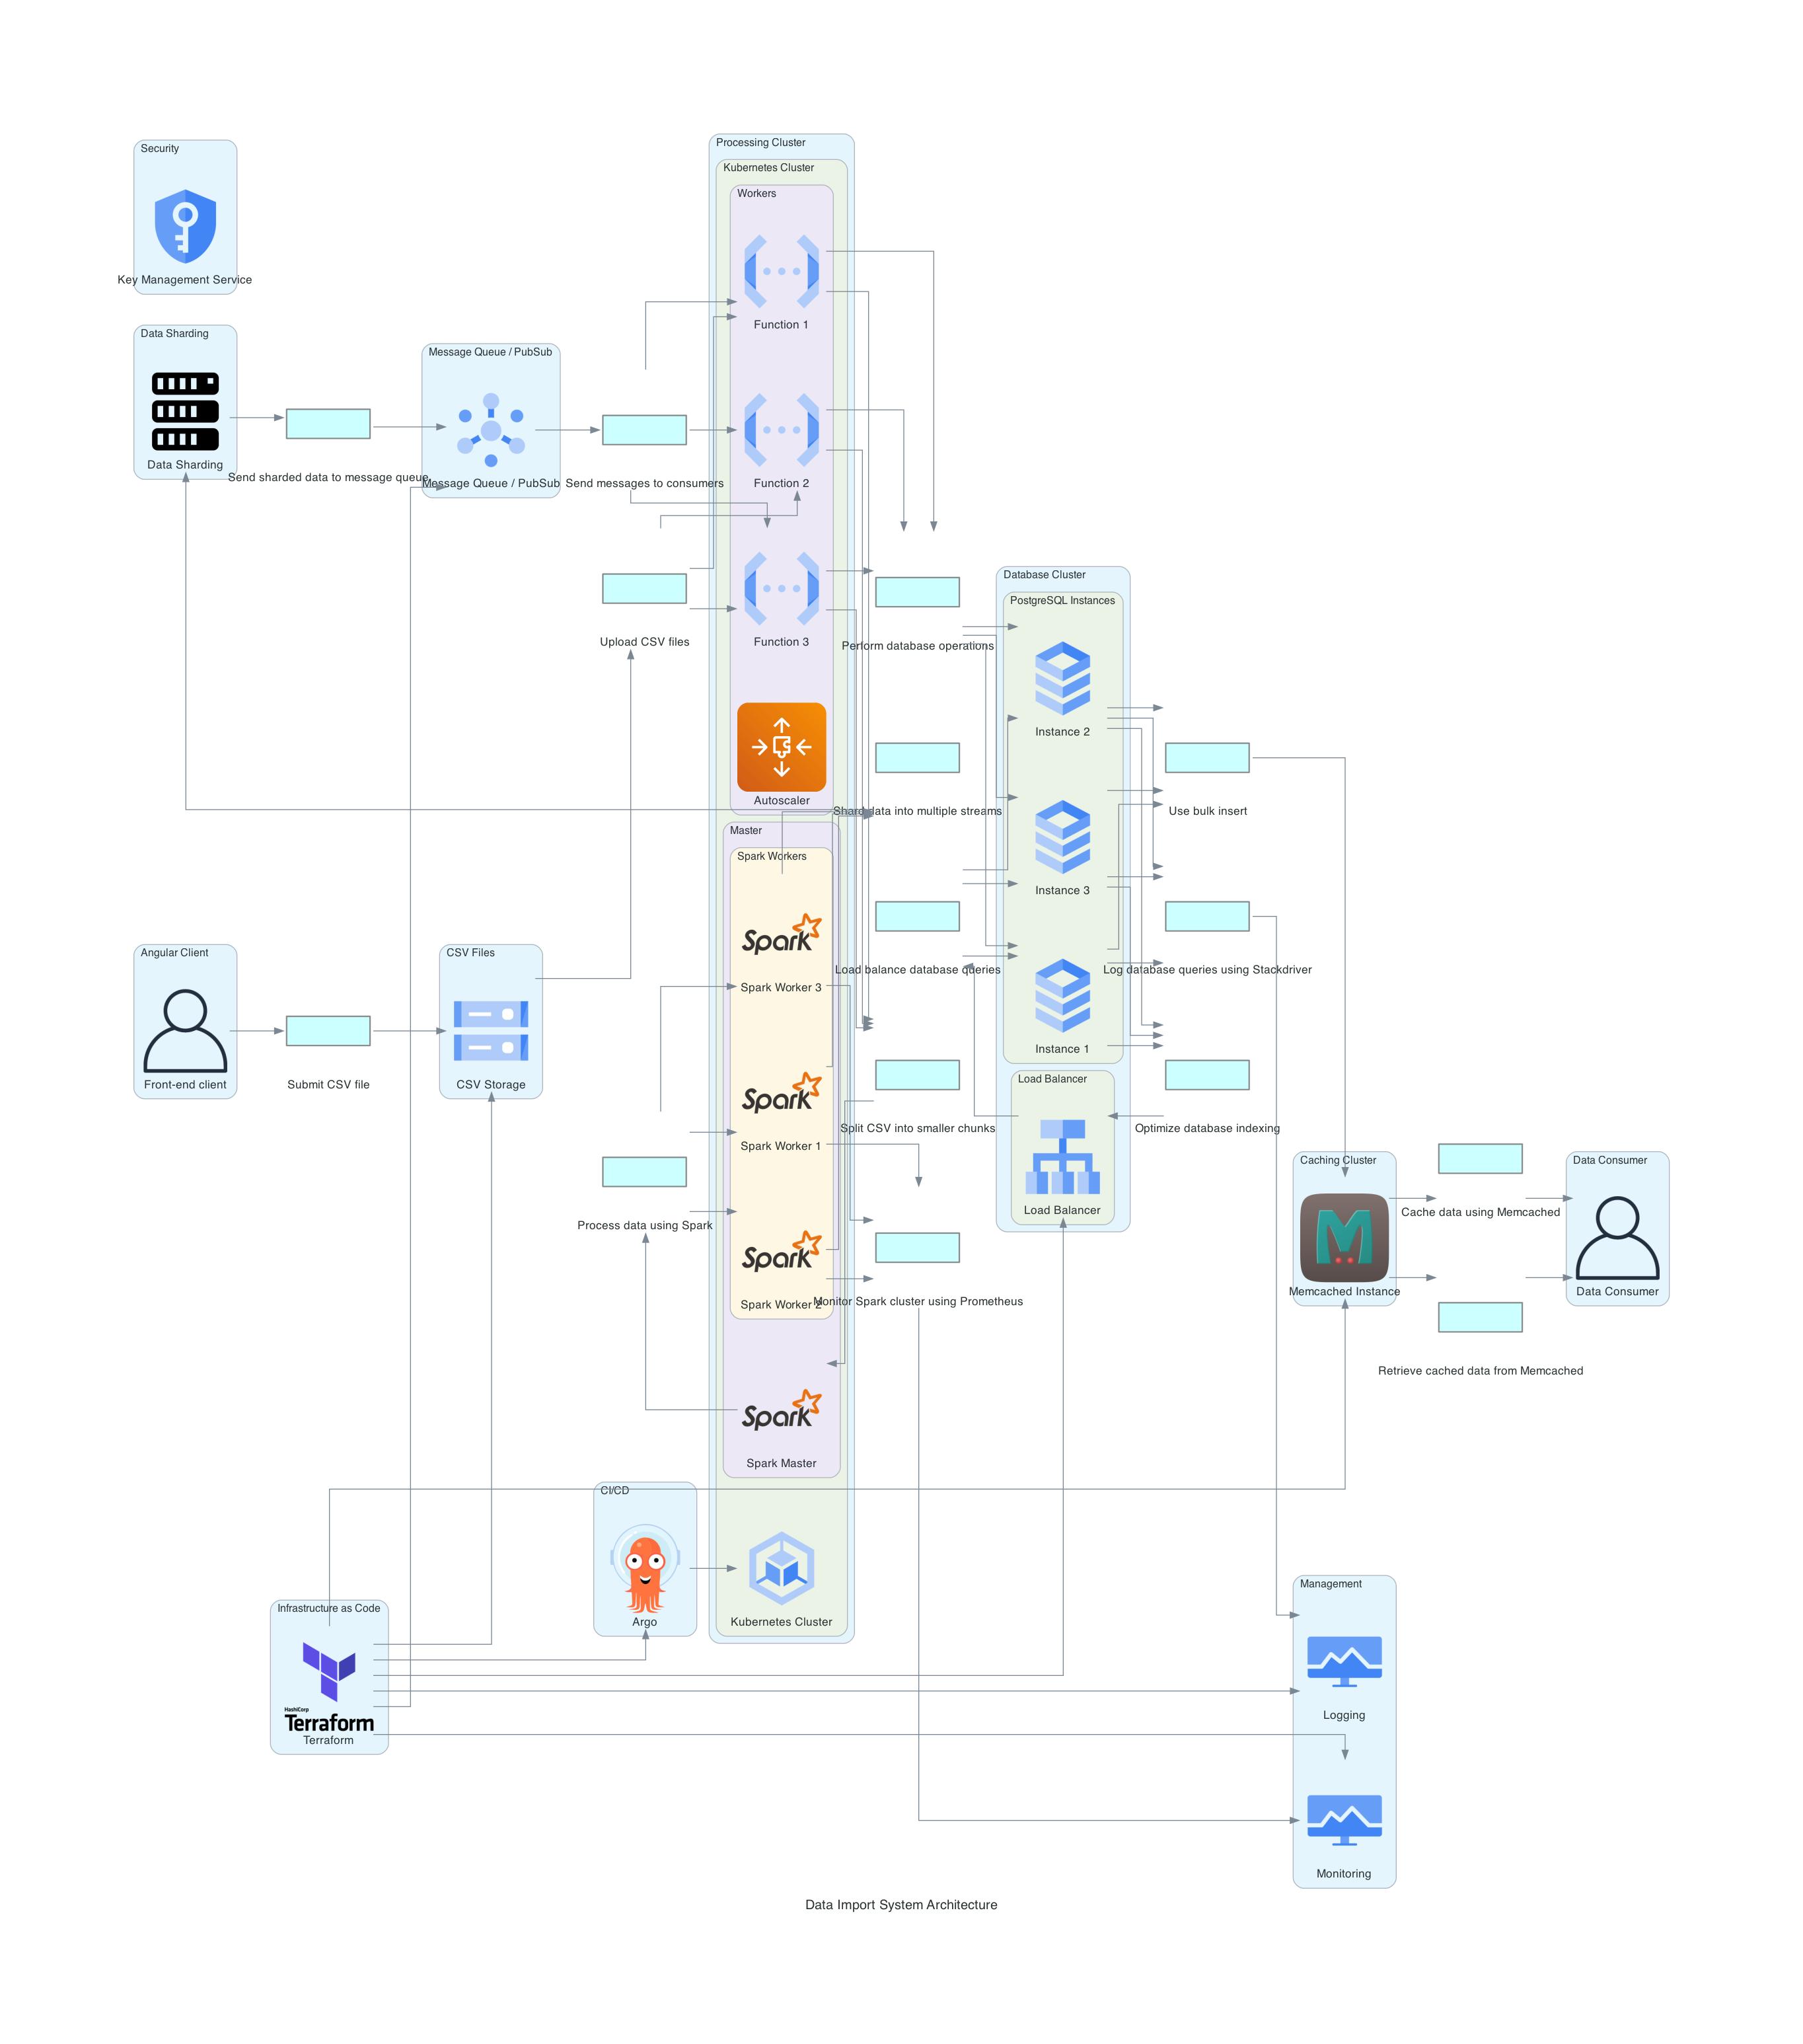 Security
Key Management Service
Data Sharding
Data Sharding
Send sharded data to message queue
Message Queue / PubSub
Message Queue / PubSub
Send messages to consumers
Processing Cluster
Kubernetes Cluster
Workers
Function 1
Function 2
Function 3
Upload CSV files
Autoscaler
Perform database operations
Database Cluster
PostgreSQL Instances
Instance 2
Shard data into multiple streams
Use bulk insert
Instance 3
Master
Spark Workers
Spark
Spark Worker 3
Load balance database queries
Log database queries using Stackdriver
Angular Client
Front-end client
Submit CSV file
CSV Files
CSV Storage
Instance 1
Spark
Spark Worker 1
Split CSV into smaller chunks
Load Balancer
Load Balancer
Optimize database indexing
Process data using Spark
Spark
Spark Worker 2
Monitor Spark cluster using Prometheus
Caching Cluster
Memcached Instance
Cache data using Memcached
Data Consumer
Data Consumer
Retrieve cached data from Memcached
Spark
Spark Master
CI/CD
Argo
Kubernetes Cluster
Infrastructure as Code
HashiCorp
Terraform
Terraform
Management
Logging
Monitoring
Data Import System Architecture